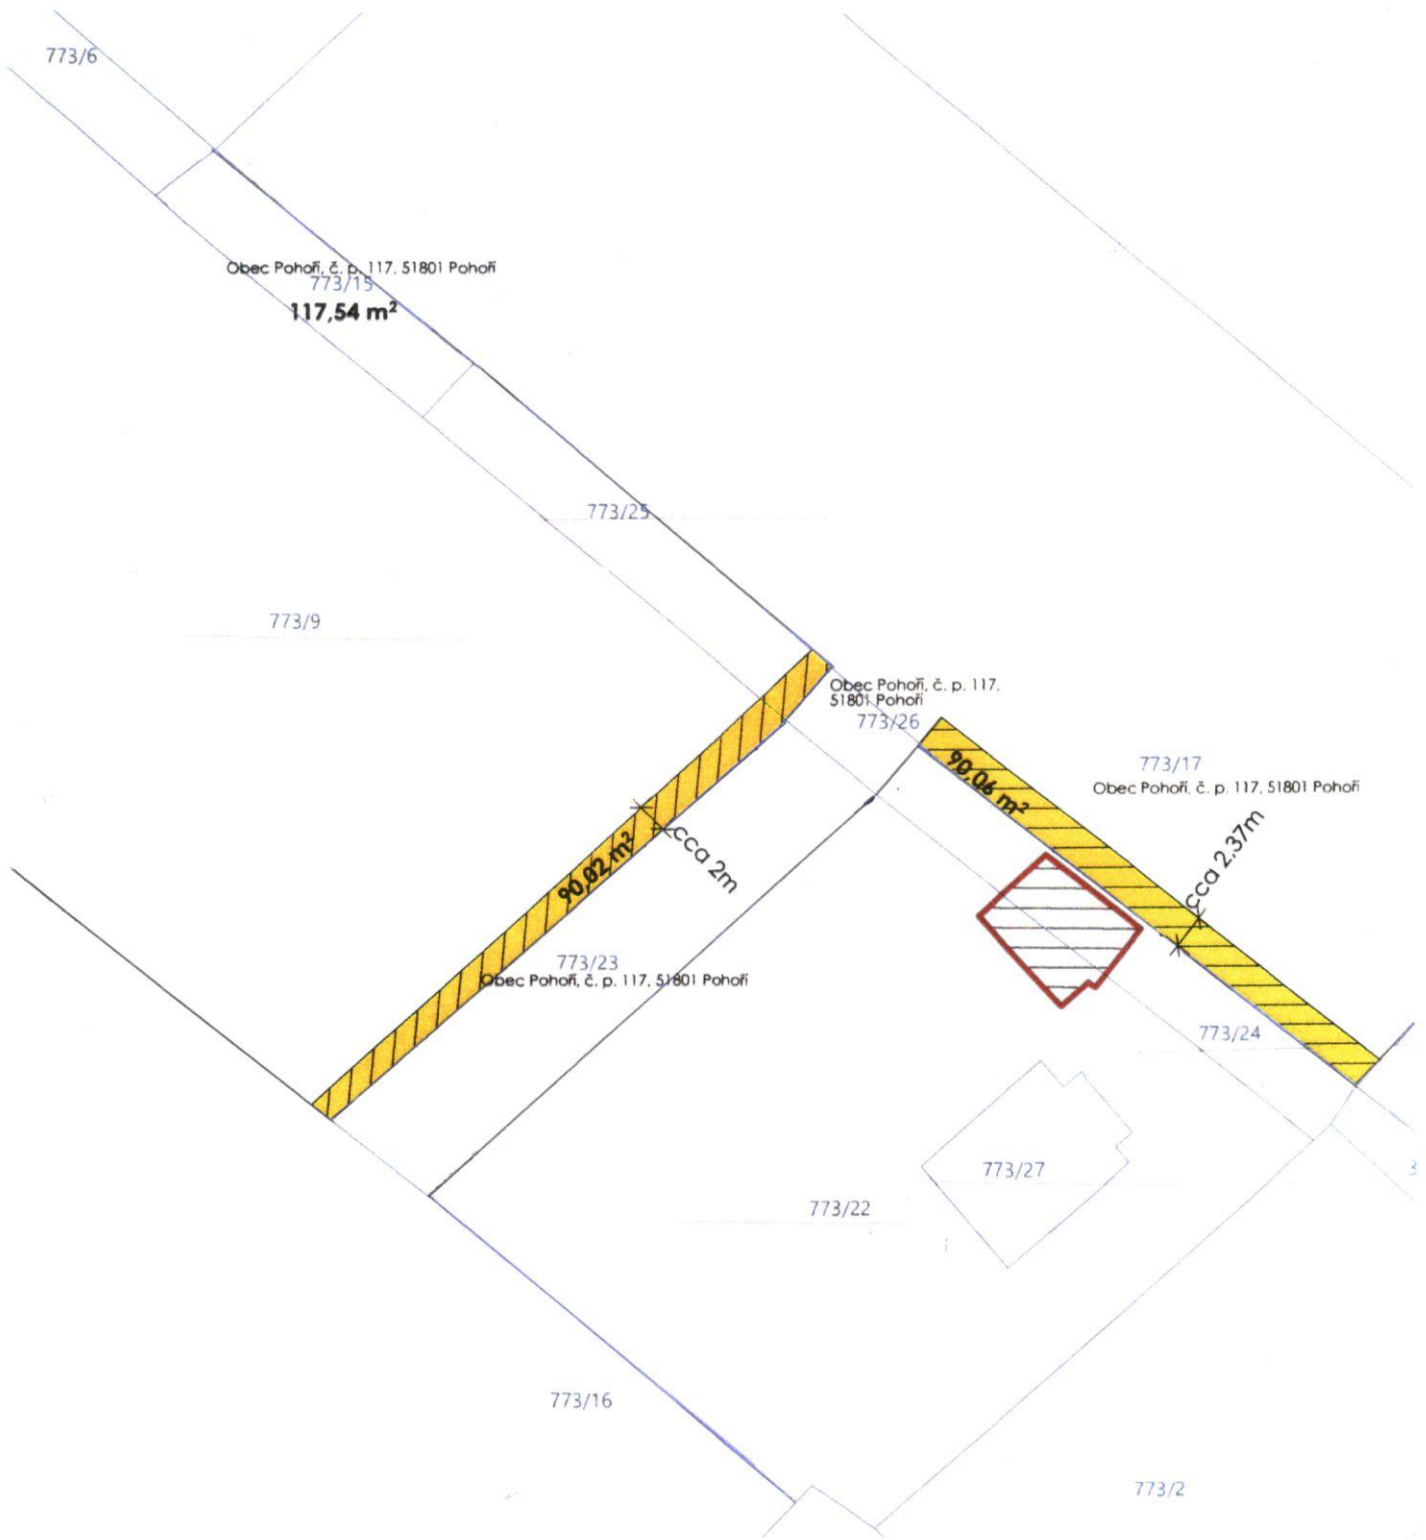 773/6
Obec Pohoří, č. p. 117, 51801 Pohoří
773/15
117,54 m²
773/25
773/9
Obec Pohoří, č. p. 117,
51801 Pohoří
773/26
773/17
Obec Pohoří, č. p. 117, 51801 Pohoří
90,06 m²
cca 2,37m
90,02 m²
cca 2m
773/23
Obec Pohoří, č. p. 117, 51801 Pohoří
773/24
773/27
773/22
3
773/16
773/2